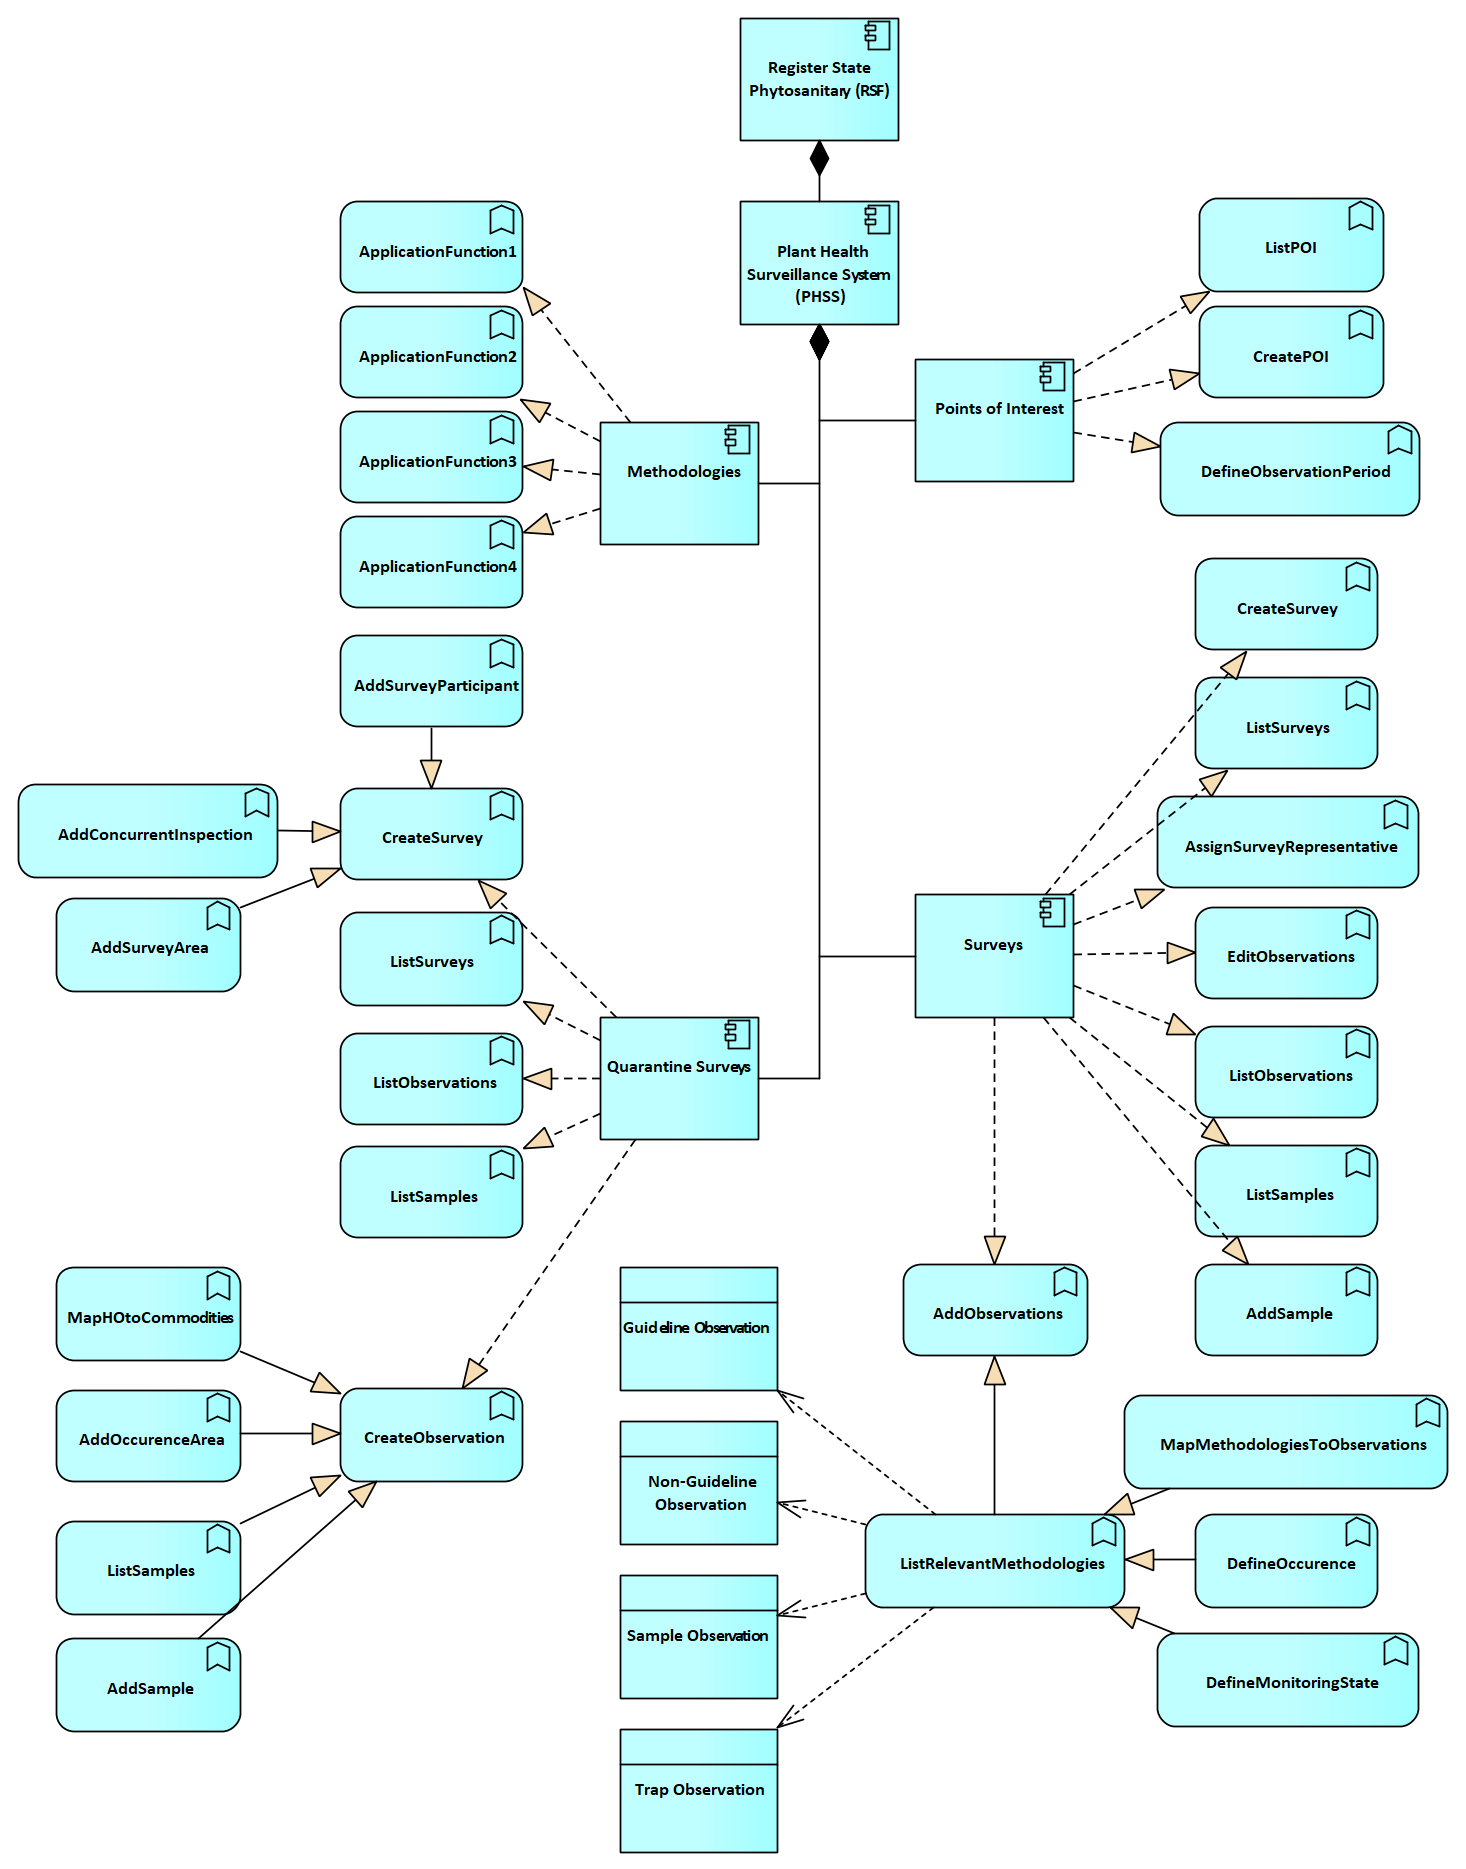 Register State
Phytosanitary (RSF)
Plant Health
Surveillance System
(PHSS)
ApplicationFunction1
ApplicationFunction2
ApplicationFunction3
ApplicationFunction4
Methodologies
Points of Interest
ListPOI
CreatePOI
DefineObservationPeriod
AddSurveyParticipant
AddConcurrentInspection
CreateSurvey
AddSurveyArea
ListSurveys
ListObservations
ListSamples
Quarantine Surveys
Surveys
CreateSurvey
ListSurveys
AssignSurveyRepresentative
EditObservations
ListObservations
ListSamples
AddSample
AddObservations
MapHOtoCommodities
AddOccurenceArea
CreateObservation
ListSamples
AddSample
Guideline Observation
Non-Guideline
Observation
Sample Observation
Trap Observation
ListRelevantMethodologies
MapMethodologiesToObservations
DefineOccurence
DefineMonitoringState